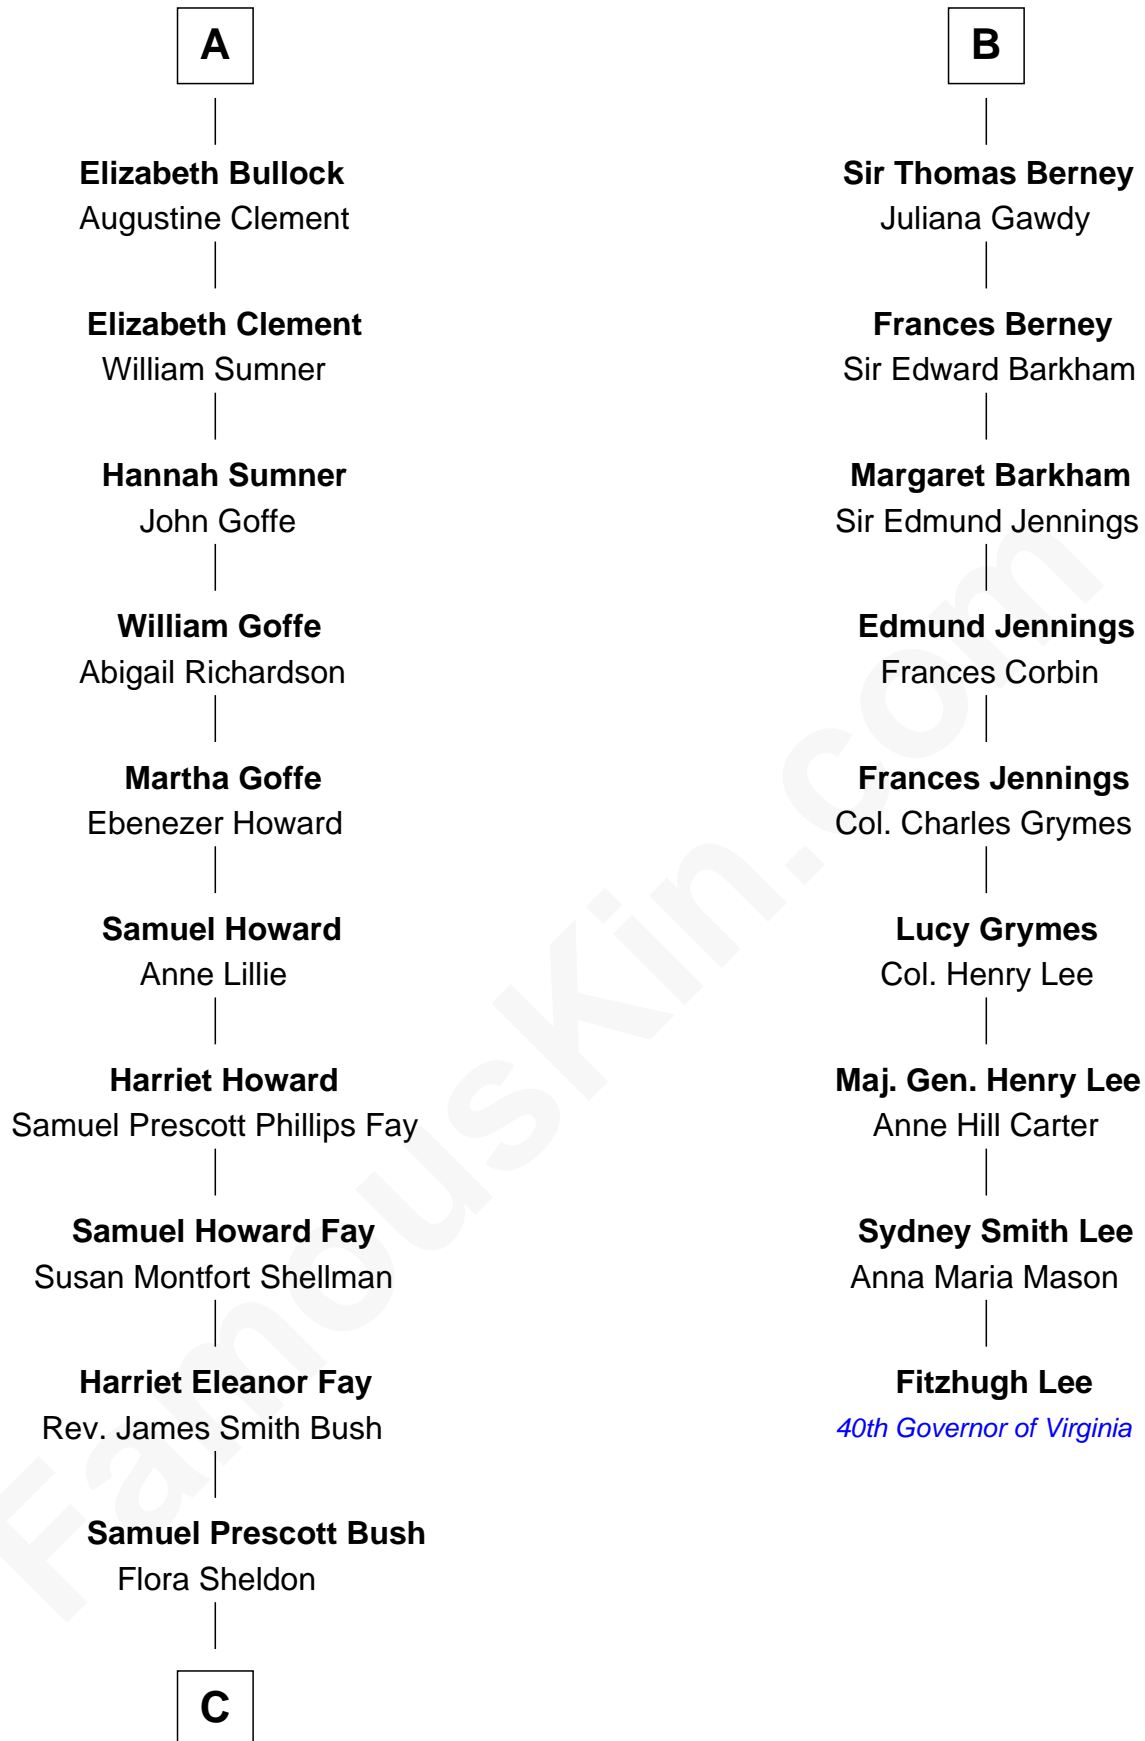 A
Elizabeth Bullock
Augustine Clement
Elizabeth Clement
William Sumner
Hannah Sumner
John Goffe
William Goffe
Abigail Richardson
Martha Goffe
Ebenezer Howard
Samuel Howard
Anne Lillie
Harriet Howard
Samuel Prescott Phillips Fay
Samuel Howard Fay
Susan Montfort Shellman
Harriet Eleanor Fay
Rev. James Smith Bush
Samuel Prescott Bush
Flora Sheldon
C
B
Sir Thomas Berney
Juliana Gawdy
Frances Berney
Sir Edward Barkham
Margaret Barkham
Sir Edmund Jennings
Edmund Jennings
Frances Corbin
Frances Jennings
Col. Charles Grymes
Lucy Grymes
Col. Henry Lee
Maj. Gen. Henry Lee
Anne Hill Carter
Sydney Smith Lee
Anna Maria Mason
Fitzhugh Lee
40th Governor of Virginia
FamousKin.com